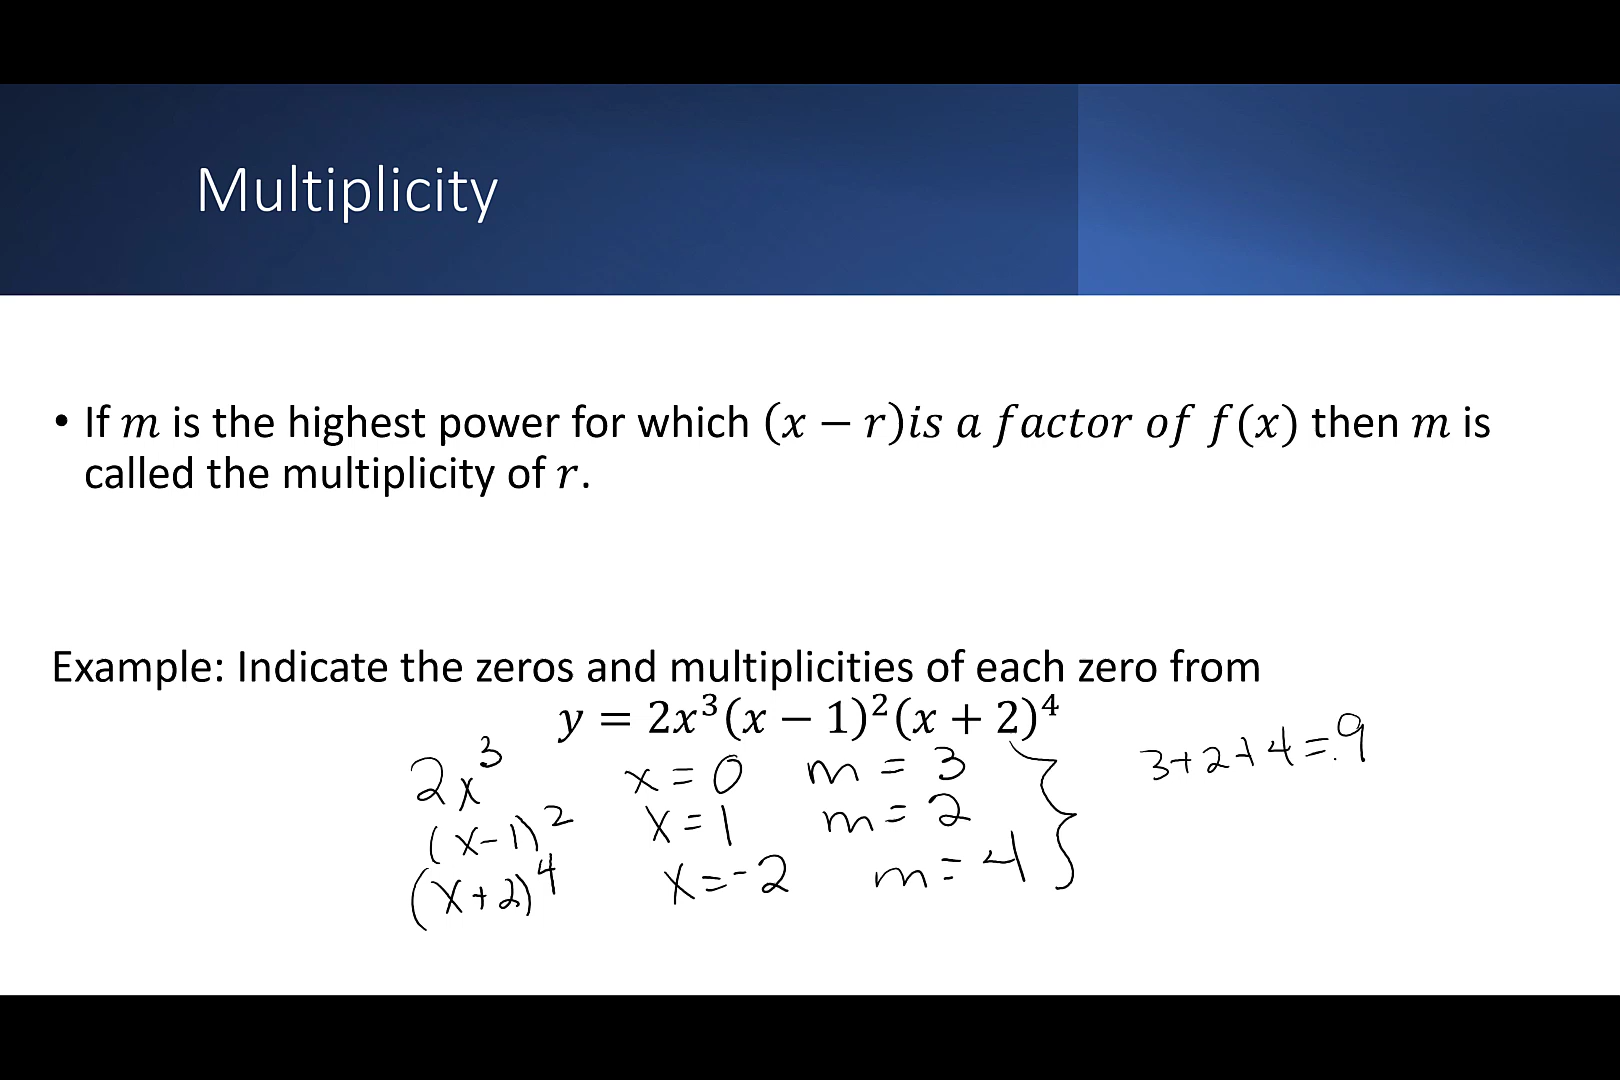 Multiplicity
• If m is the highest power for which (x − r)is a factor of f(x) then m is
called the multiplicity of r.
Example: Indicate the zeros and multiplicities of each zero from
y = 2x³(x − 1)²(x + 2)⁴
2x³ x = 0 m = 3 3+2+4=9
(x-1)² x=1 m=2
(x+2)⁴ x=-2 m=4